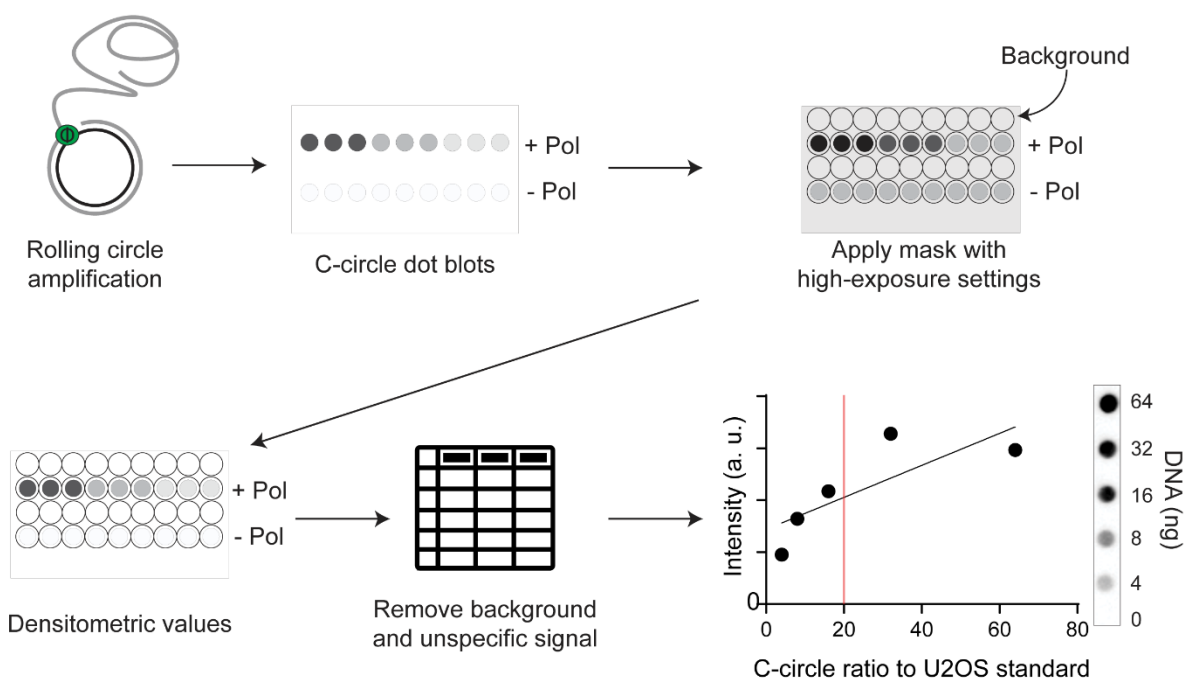 Background
+ Pol
- Pol
+ Pol
- Pol
Rolling circle
amplification
C-circle dot blots
Apply mask with
high-exposure settings
+ Pol
- Pol
Densitometric values
Remove background
and unspecific signal
Intensity (a. u.)
0
0 20 40 60 80
C-circle ratio to U2OS standard
64
32
16
8
4
0
DNA (ng)